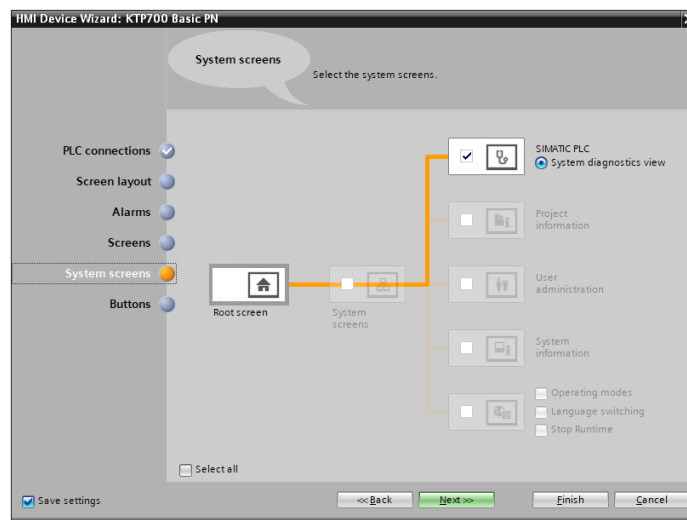 HMI Device Wizard: KTP700 Basic PN
System screens
Select the system screens.
PLC connections
Screen layout
Alarms
Screens
System screens
Buttons
Root screen
System
screens
SIMATIC PLC
System diagnostics view
Project
information
User
administration
System
information
Operating modes
Language switching
Stop Runtime
Select all
Save settings
<<Back
Next>>
Finish
Cancel